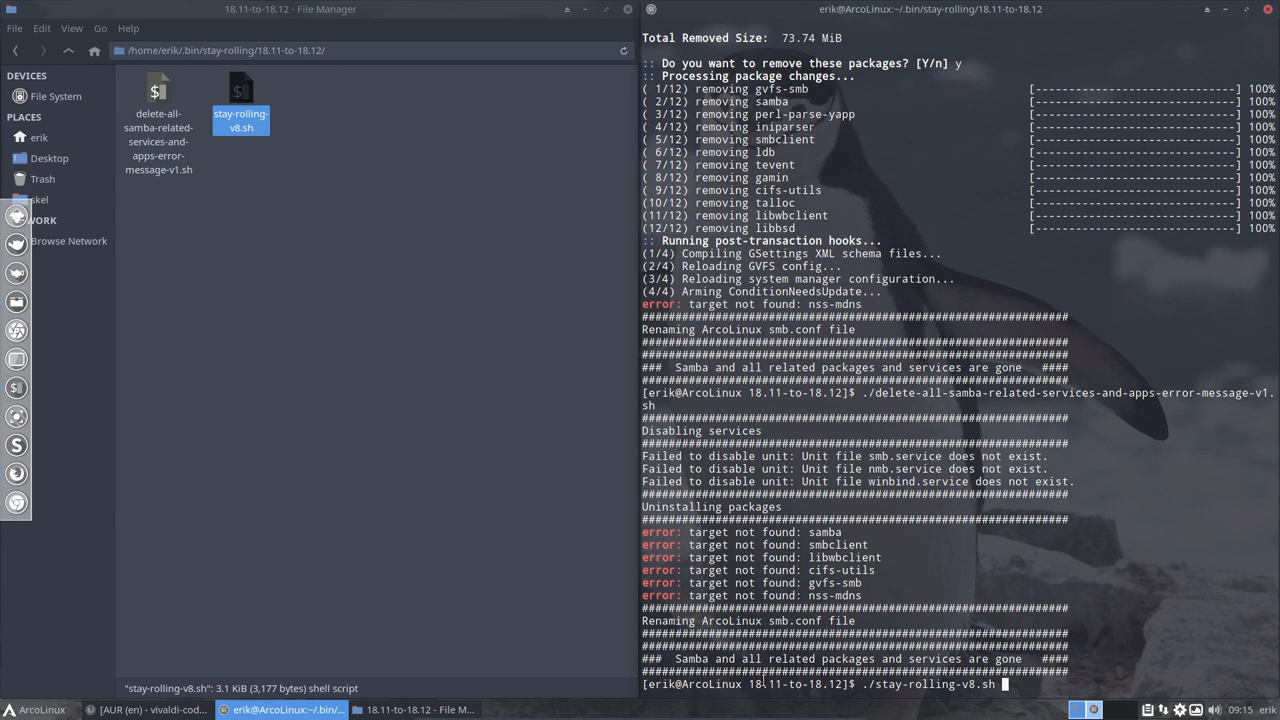 18.11-to-18.12 - File Manager
File Edit View Go Help
/home/erik/.bin/stay-rolling/18.11-to-18.12/
DEVICES
File System
PLACES
erik
Desktop
Trash
skel
WORK
Browse Network
delete-all-
samba-related-
services-and-
apps-error-
message-v1.sh
stay-rolling-
v8.sh
"stay-rolling-v8.sh": 3.1 KiB (3,177 bytes) shell script
erik@ArcoLinux:~/.bin/stay-rolling/18.11-to-18.12
Total Removed Size:  73.74 MiB
:: Do you want to remove these packages? [Y/n] y
:: Processing package changes...
( 1/12) removing gvfs-smb [----------------------------------] 100%
( 2/12) removing samba [----------------------------------] 100%
( 3/12) removing perl-parse-yapp [----------------------------------] 100%
( 4/12) removing iniparser [----------------------------------] 100%
( 5/12) removing smbclient [----------------------------------] 100%
( 6/12) removing ldb [----------------------------------] 100%
( 7/12) removing tevent [----------------------------------] 100%
( 8/12) removing gamin [----------------------------------] 100%
( 9/12) removing cifs-utils [----------------------------------] 100%
(10/12) removing talloc [----------------------------------] 100%
(11/12) removing libwbclient [----------------------------------] 100%
(12/12) removing libbsd [----------------------------------] 100%
:: Running post-transaction hooks...
(1/4) Compiling GSettings XML schema files...
(2/4) Reloading GVFS config...
(3/4) Reloading system manager configuration...
(4/4) Arming ConditionNeedsUpdate...
error: target not found: nss-mdns
################################################################
Renaming ArcoLinux smb.conf file
################################################################
################################################################
###  Samba and all related packages and services are gone   ####
################################################################
[erik@ArcoLinux 18.11-to-18.12]$ ./delete-all-samba-related-services-and-apps-error-message-v1.
sh
################################################################
Disabling services
################################################################
Failed to disable unit: Unit file smb.service does not exist.
Failed to disable unit: Unit file nmb.service does not exist.
Failed to disable unit: Unit file winbind.service does not exist.
################################################################
Uninstalling packages
################################################################
error: target not found: samba
error: target not found: smbclient
error: target not found: libwbclient
error: target not found: cifs-utils
error: target not found: gvfs-smb
error: target not found: nss-mdns
################################################################
Renaming ArcoLinux smb.conf file
################################################################
################################################################
###  Samba and all related packages and services are gone   ####
################################################################
[erik@ArcoLinux 18.11-to-18.12]$ ./stay-rolling-v8.sh
ArcoLinux [AUR (en) - vivaldi-cod... erik@ArcoLinux:~/.bin/... 18.11-to-18.12 - File M... 09:15 erik